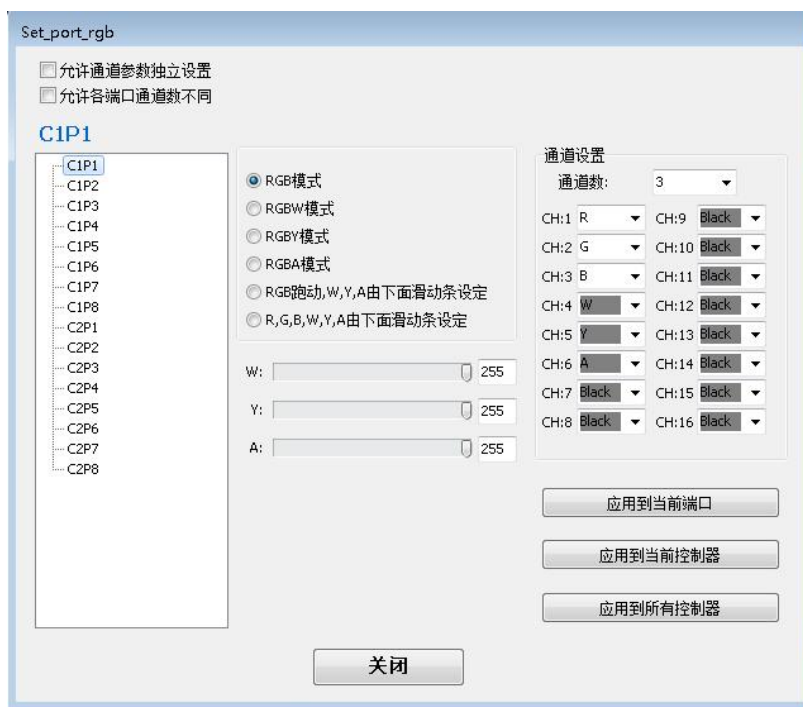 Set_port_rgb
允许通道参数独立设置
允许各端口通道数不同
C1P1
C1P1
C1P2
C1P3
C1P4
C1P5
C1P6
C1P7
C1P8
C2P1
C2P2
C2P3
C2P4
C2P5
C2P6
C2P7
C2P8
RGB模式
RGBW模式
RGBY模式
RGBA模式
RGB跑动,W,Y,A由下面滑动条设定
R,G,B,W,Y,A由下面滑动条设定
W: 255
Y: 255
A: 255
通道设置
通道数: 3
CH:1 R CH:9 Black
CH:2 G CH:10 Black
CH:3 B CH:11 Black
CH:4 W CH:12 Black
CH:5 Y CH:13 Black
CH:6 A CH:14 Black
CH:7 Black CH:15 Black
CH:8 Black CH:16 Black
应用到当前端口
应用到当前控制器
应用到所有控制器
关闭